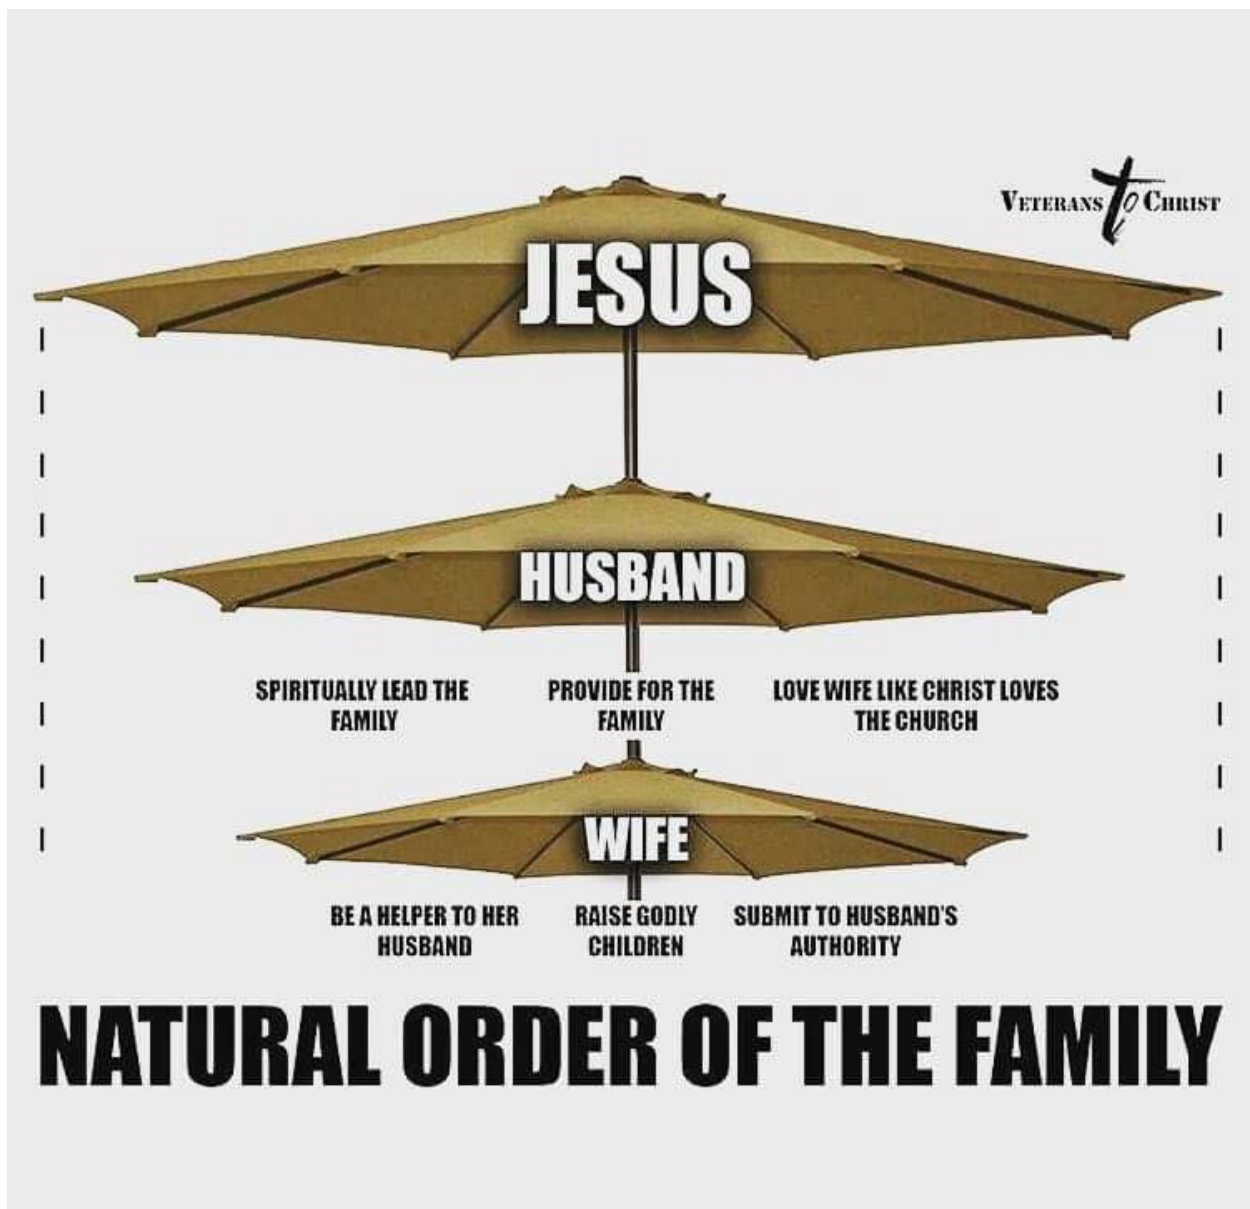 VETERANS TO CHRIST
JESUS
HUSBAND
SPIRITUALLY LEAD THE
FAMILY
PROVIDE FOR THE
FAMILY
LOVE WIFE LIKE CHRIST LOVES
THE CHURCH
WIFE
BE A HELPER TO HER
HUSBAND
RAISE GODLY
CHILDREN
SUBMIT TO HUSBAND'S
AUTHORITY
NATURAL ORDER OF THE FAMILY